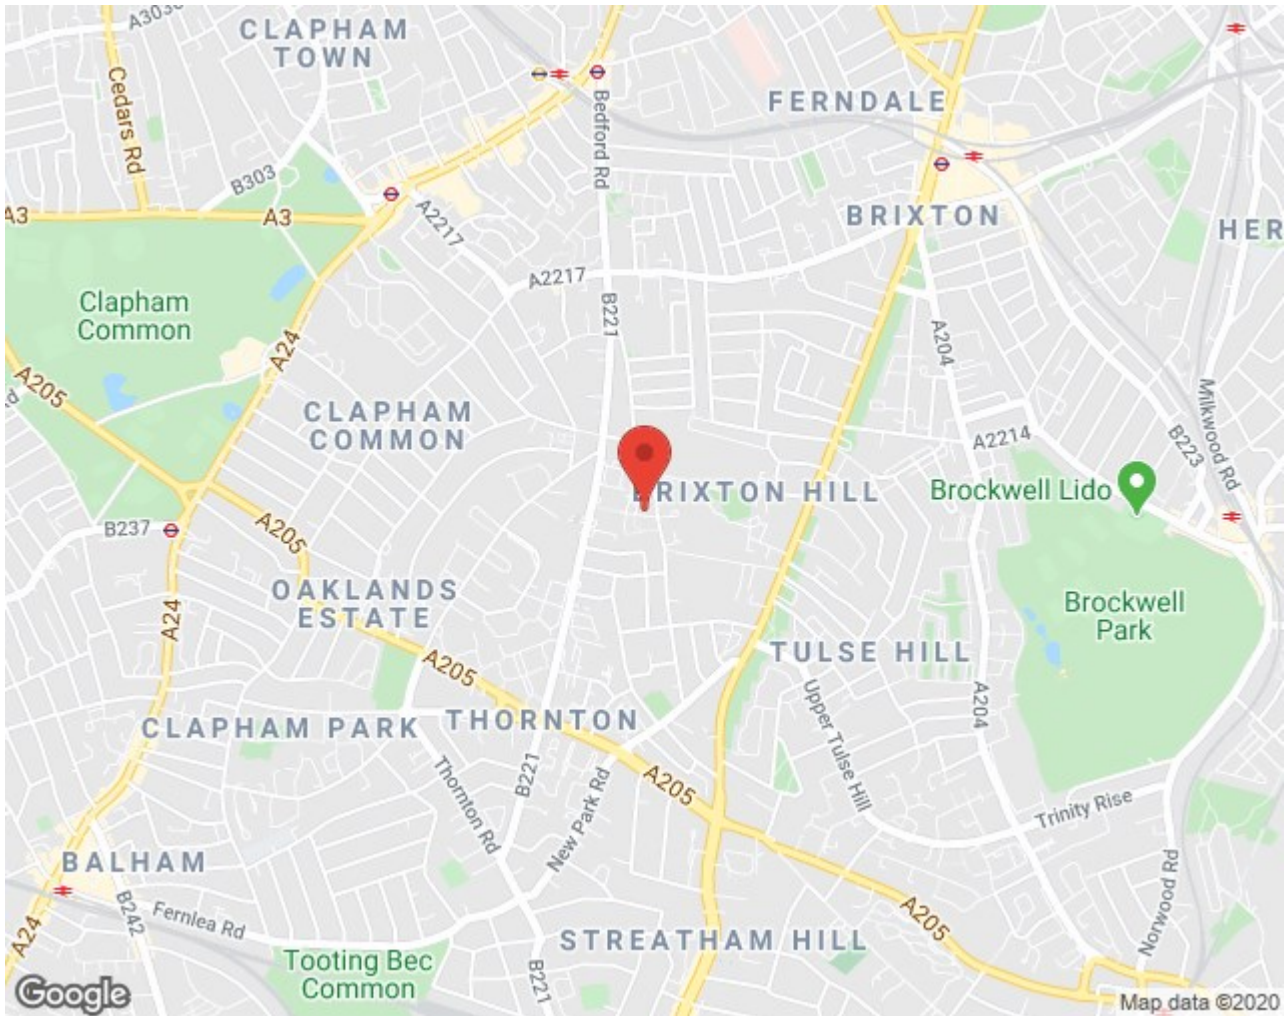 A3036
CLAPHAM
TOWN
Cedars Rd
Bedford Rd
FERNDALE
B303
A3
A3
A2217
BRIXTON
HER
A2217
B221
Clapham
Common
A24
A204
A205
Rd
CLAPHAM
COMMON
A2214
Milkwood Rd
B223
BRIXTON HILL
Brockwell Lido
B237
A205
OAKLANDS
ESTATE
Brockwell
Park
A24
A205
TULSE HILL
Upper Tulse Hill
A204
CLAPHAM PARK
THORNTON
B221
A205
Thornton Rd
New Park Rd
Trinity Rise
BALHAM
Norwood Rd
B242
Fernlea Rd
A24
A205
STREATHAM HILL
Tooting Bec
Common
B221
Google
Map data ©2020